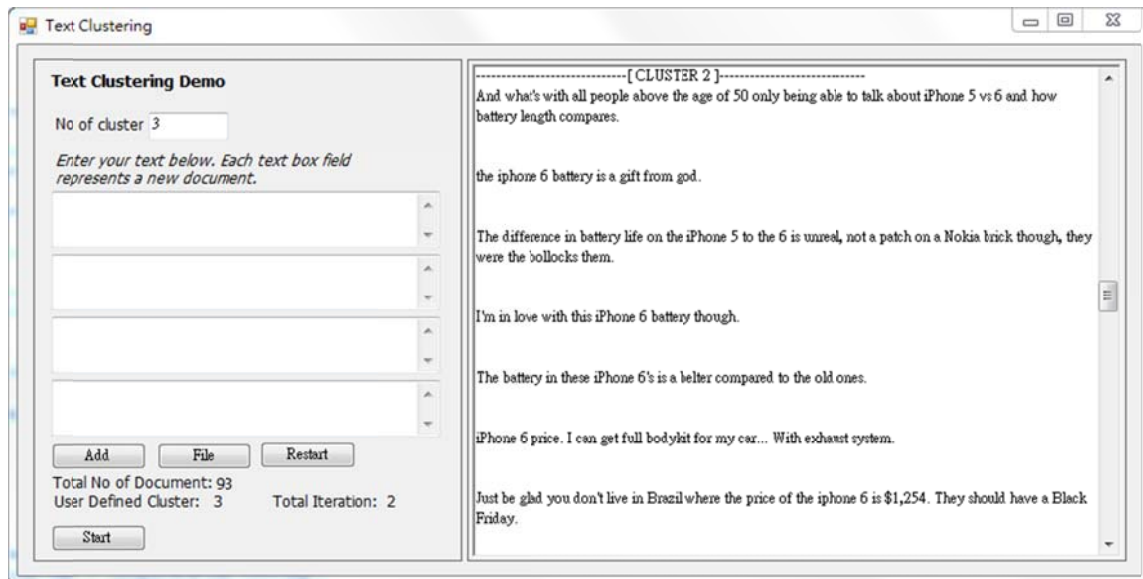 Text Clustering
Text Clustering Demo
No of cluster 3
Enter your text below. Each text box field
represents a new document.
Add File Restart
Total No of Document: 93
User Defined Cluster: 3 Total Iteration: 2
Start
------------------------------[ CLUSTER 2 ]-----------------------------
And what's with all people above the age of 50 only being able to talk about iPhone 5 vs 6 and how
battery length compares.
the iphone 6 battery is a gift from god.
The difference in battery life on the iPhone 5 to the 6 is unreal, not a patch on a Nokia brick though, they
were the bollocks them.
I'm in love with this iPhone 6 battery though.
The battery in these iPhone 6's is a belter compared to the old ones.
iPhone 6 price. I can get full bodykit for my car... With exhaust system.
Just be glad you don't live in Brazil where the price of the iphone 6 is $1,254. They should have a Black
Friday.